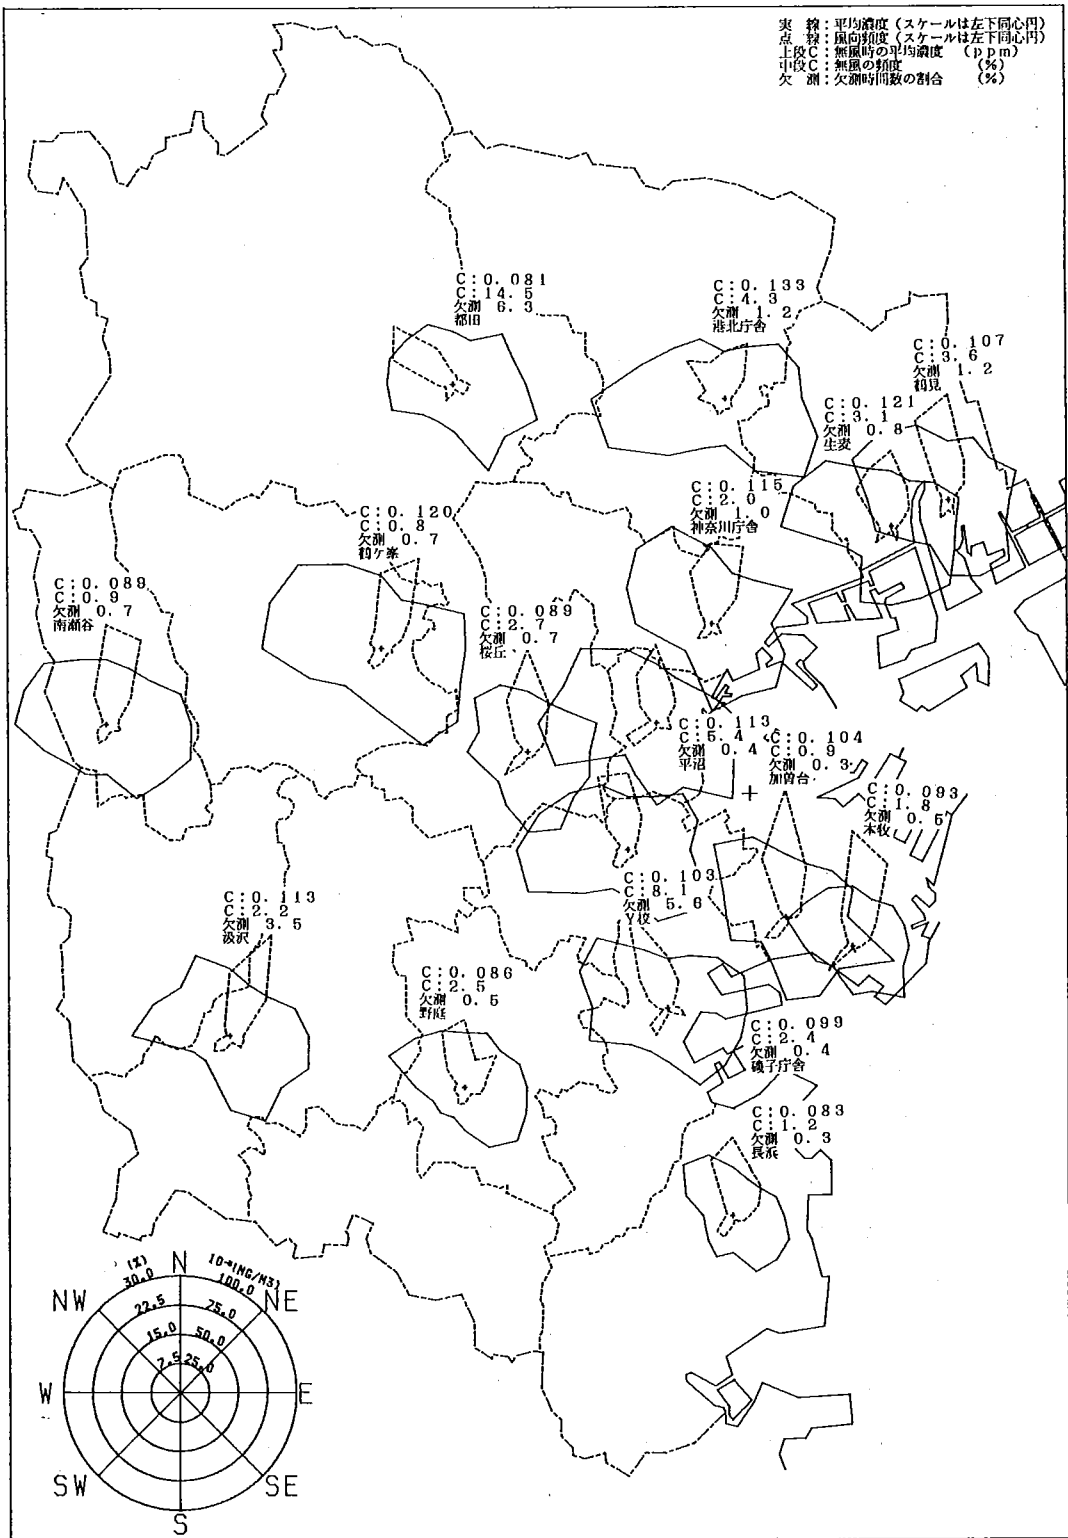 実　線：平均濃度（スケールは左下同心円）
点　線：風向頻度（スケールは左下同心円）
上段C：無風時の平均濃度　（ppm）
中段C：無風の頻度　（%）
欠　測：欠測時間数の割合　（%）
C：0.081
C：14.5
欠測 6.3
都田
C：0.133
C：4.3
欠測 1.2
港北庁舎
C：0.107
C：3.6
欠測 1.2
鶴見
C：0.121
C：3.1
欠測 0.8
生麦
C：0.115
C：2.0
欠測 1.0
神奈川庁舎
C：0.120
C：0.8
欠測 0.7
鶴ケ峯
C：0.089
C：0.9
欠測 0.7
南瀬谷
C：0.089
C：2.7
欠測 0.7
桜丘
C：0.113
C：5.4
欠測 0.4
平沼
C：0.104
C：0.9
欠測 0.3
加曽台
C：0.093
C：1.8
欠測 0.5
本牧
C：0.103
C：8.1
欠測 5.6
Y校
C：0.113
C：2.2
欠測 3.5
汲沢
C：0.086
C：2.5
欠測 0.5
野庭
C：0.099
C：2.4
欠測 0.4
磯子庁舎
C：0.083
C：1.2
欠測 0.3
長浜
(%)
(MG/M3)
N
30.0
100.0
NW
NE
22.5
75.0
15.0
50.0
7.5
25.0
W
E
SW
SE
S